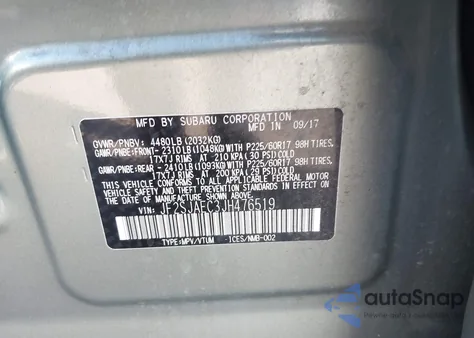 MFD BY SUBARU CORPORATION IN 09/17
GVWR/PNBV: 4480LB(2032KG)
GAWR/PNBE:FRONT-2310LB(1048KG)WITH P225/60R17 98H TIRES,
17X7J RIMS AT 210 KPA(30 PSI)COLD
GAWR/PNBE:REAR -2410LB(1093KG)WITH P225/60R17 98H TIRES,
17X7J RIMS AT 200 KPA(29 PSI)COLD
THIS VEHICLE CONFORMS TO ALL APPLICABLE FEDERAL MOTOR
VEHICLE SAFETY, BUMPER, AND THEFT PREVENTION STANDARDS IN
EFFECT ON THE DATE OF MANUFACTURE SHOWN ABOVE.
VIN: JF2SJAEC3JH476519
TYPE:MPV/VTUM ICES/NMB-002
autaSnap